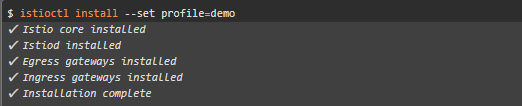 $ istioctl install --set profile=demo
✓ Istio core installed
✓ Istiod installed
✓ Egress gateways installed
✓ Ingress gateways installed
✓ Installation complete